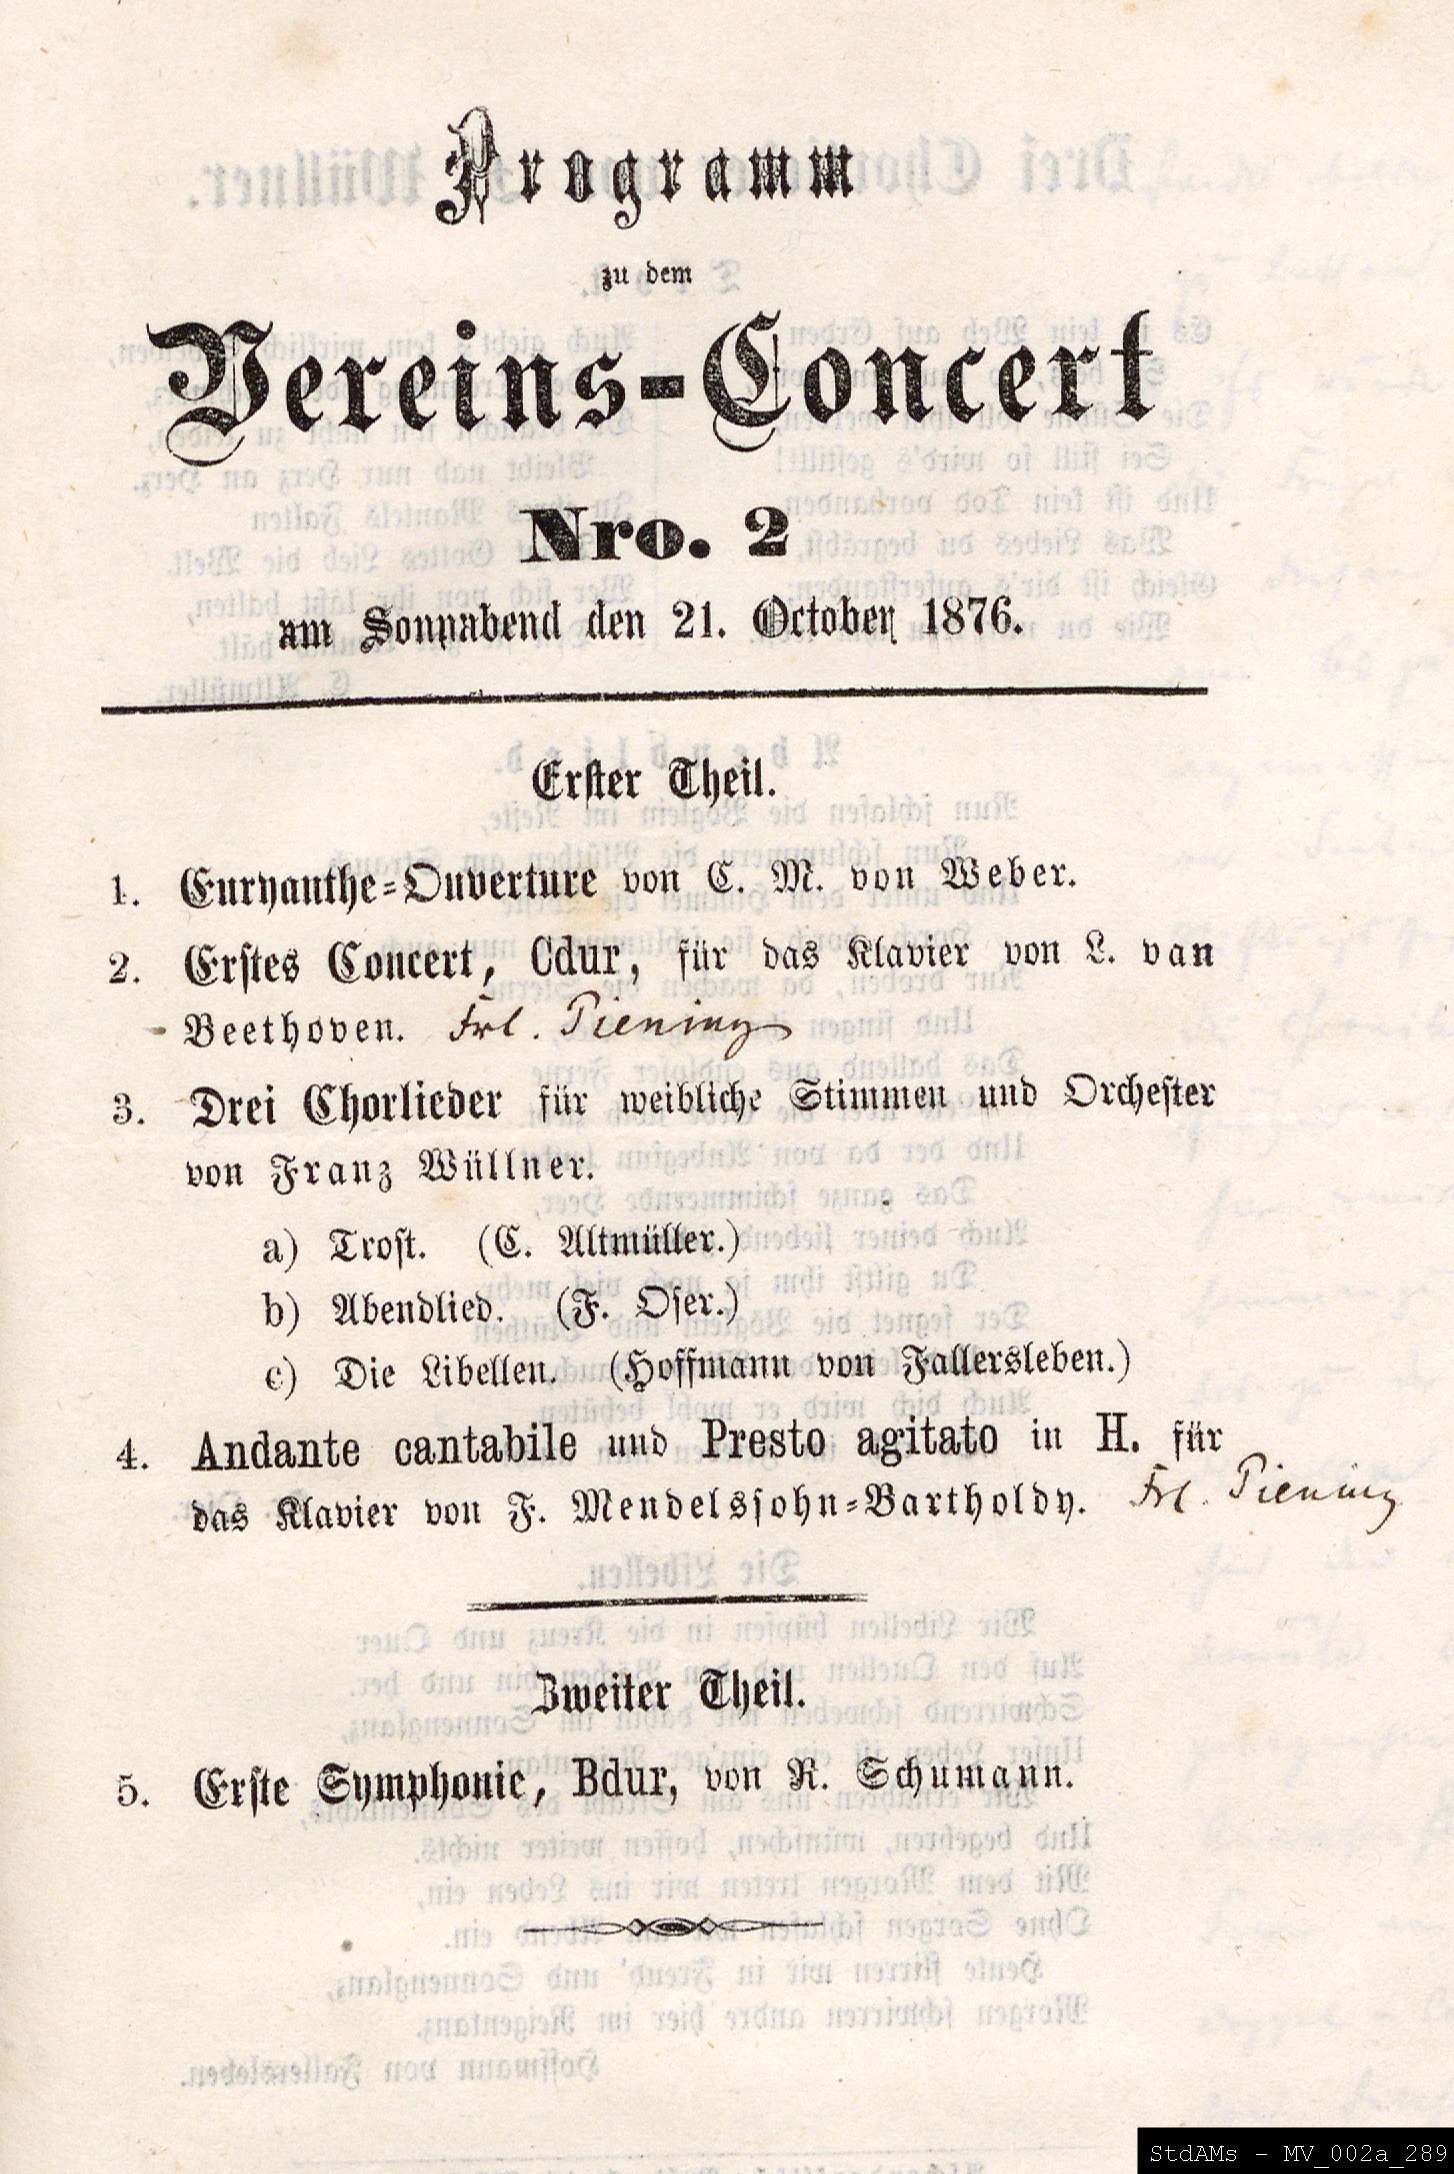 Programm
zu dem
Vereins-Concert
Nro. 2
am Sonnabend den 21. October 1876.
Erster Theil.
1. Euryanthe-Ouverture von C. M. von Weber.
2. Erstes Concert, Cdur, für das Klavier von L. van
Beethoven. Frl. Piening
3. Drei Chorlieder für weibliche Stimmen und Orchester
von Franz Wüllner.
a) Trost. (C. Altmüller.)
b) Abendlied. (F. Oser.)
c) Die Libellen. (Hoffmann von Fallersleben.)
4. Andante cantabile und Presto agitato in H. für
das Klavier von F. Mendelssohn-Bartholdy. Frl. Piening
Zweiter Theil.
5. Erste Symphonie, Bdur, von R. Schumann.
StdAMs - MV_002a_289